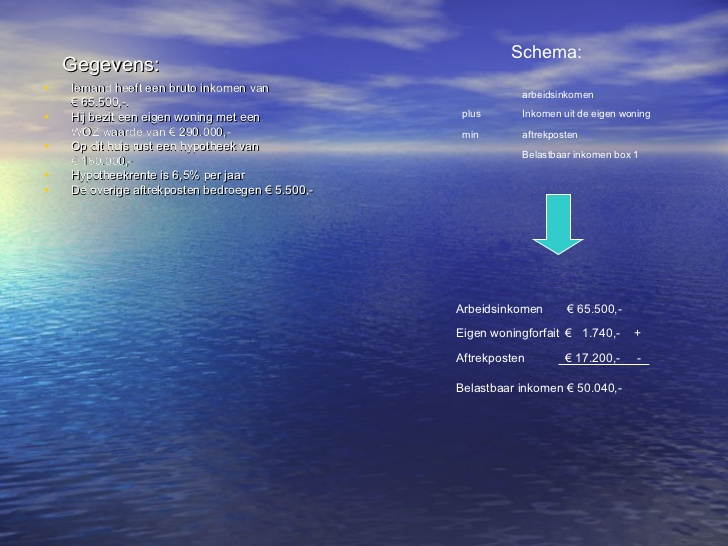 Gegevens:
Iemand heeft een bruto inkomen van
€ 65.500,-.
Hij bezit een eigen woning met een
WOZ waarde van € 290.000,-
Op dit huis rust een hypotheek van
€ 180.000,-
Hypotheekrente is 6,5% per jaar
De overige aftrekposten bedroegen € 5.500,-
Schema:
arbeidsinkomen
plus Inkomen uit de eigen woning
min aftrekposten
Belastbaar inkomen box 1
Arbeidsinkomen € 65.500,-
Eigen woningforfait € 1.740,- +
Aftrekposten € 17.200,- -
Belastbaar inkomen € 50.040,-